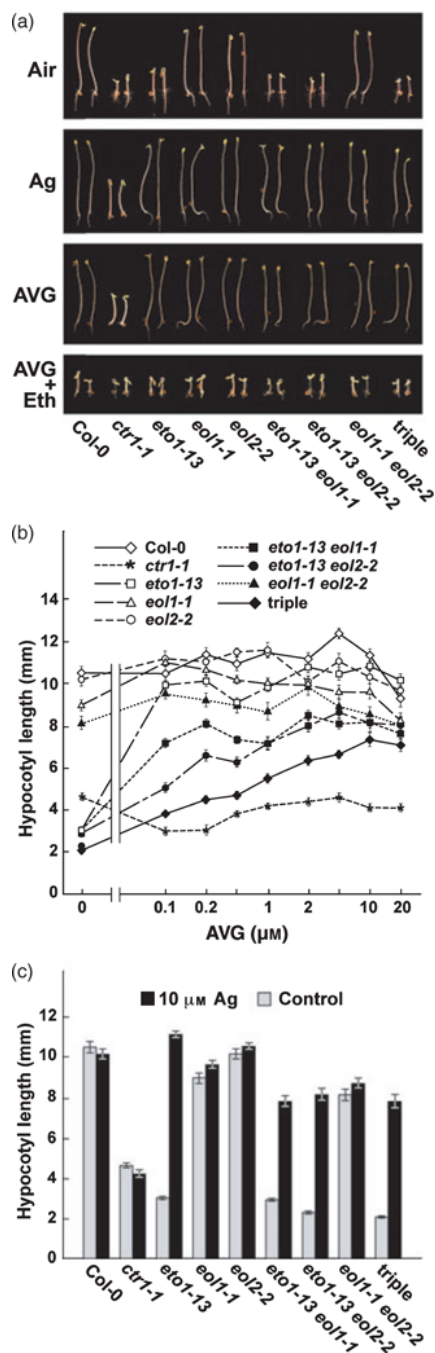 (a)
Air
Ag
AVG
AVG
+
Eth
Col-0
ctr1-1
eto1-13
eol1-1
eol2-2
eto1-13 eol1-1
eto1-13 eol2-2
eol1-1 eol2-2
triple
(b)
Hypocotyl length (mm)
14
12
10
8
6
4
2
0
Col-0
ctr1-1
eto1-13
eol1-1
eol2-2
eto1-13 eol1-1
eto1-13 eol2-2
eol1-1 eol2-2
triple
0 0.1 0.2 1 2 10 20
AVG (μM)
(c)
Hypocotyl length (mm)
12
10
8
6
4
2
0
10 μM Ag Control
Col-0
ctr1-1
eto1-13
eol1-1
eol2-2
eto1-13 eol1-1
eto1-13 eol2-2
eol1-1 eol2-2
triple